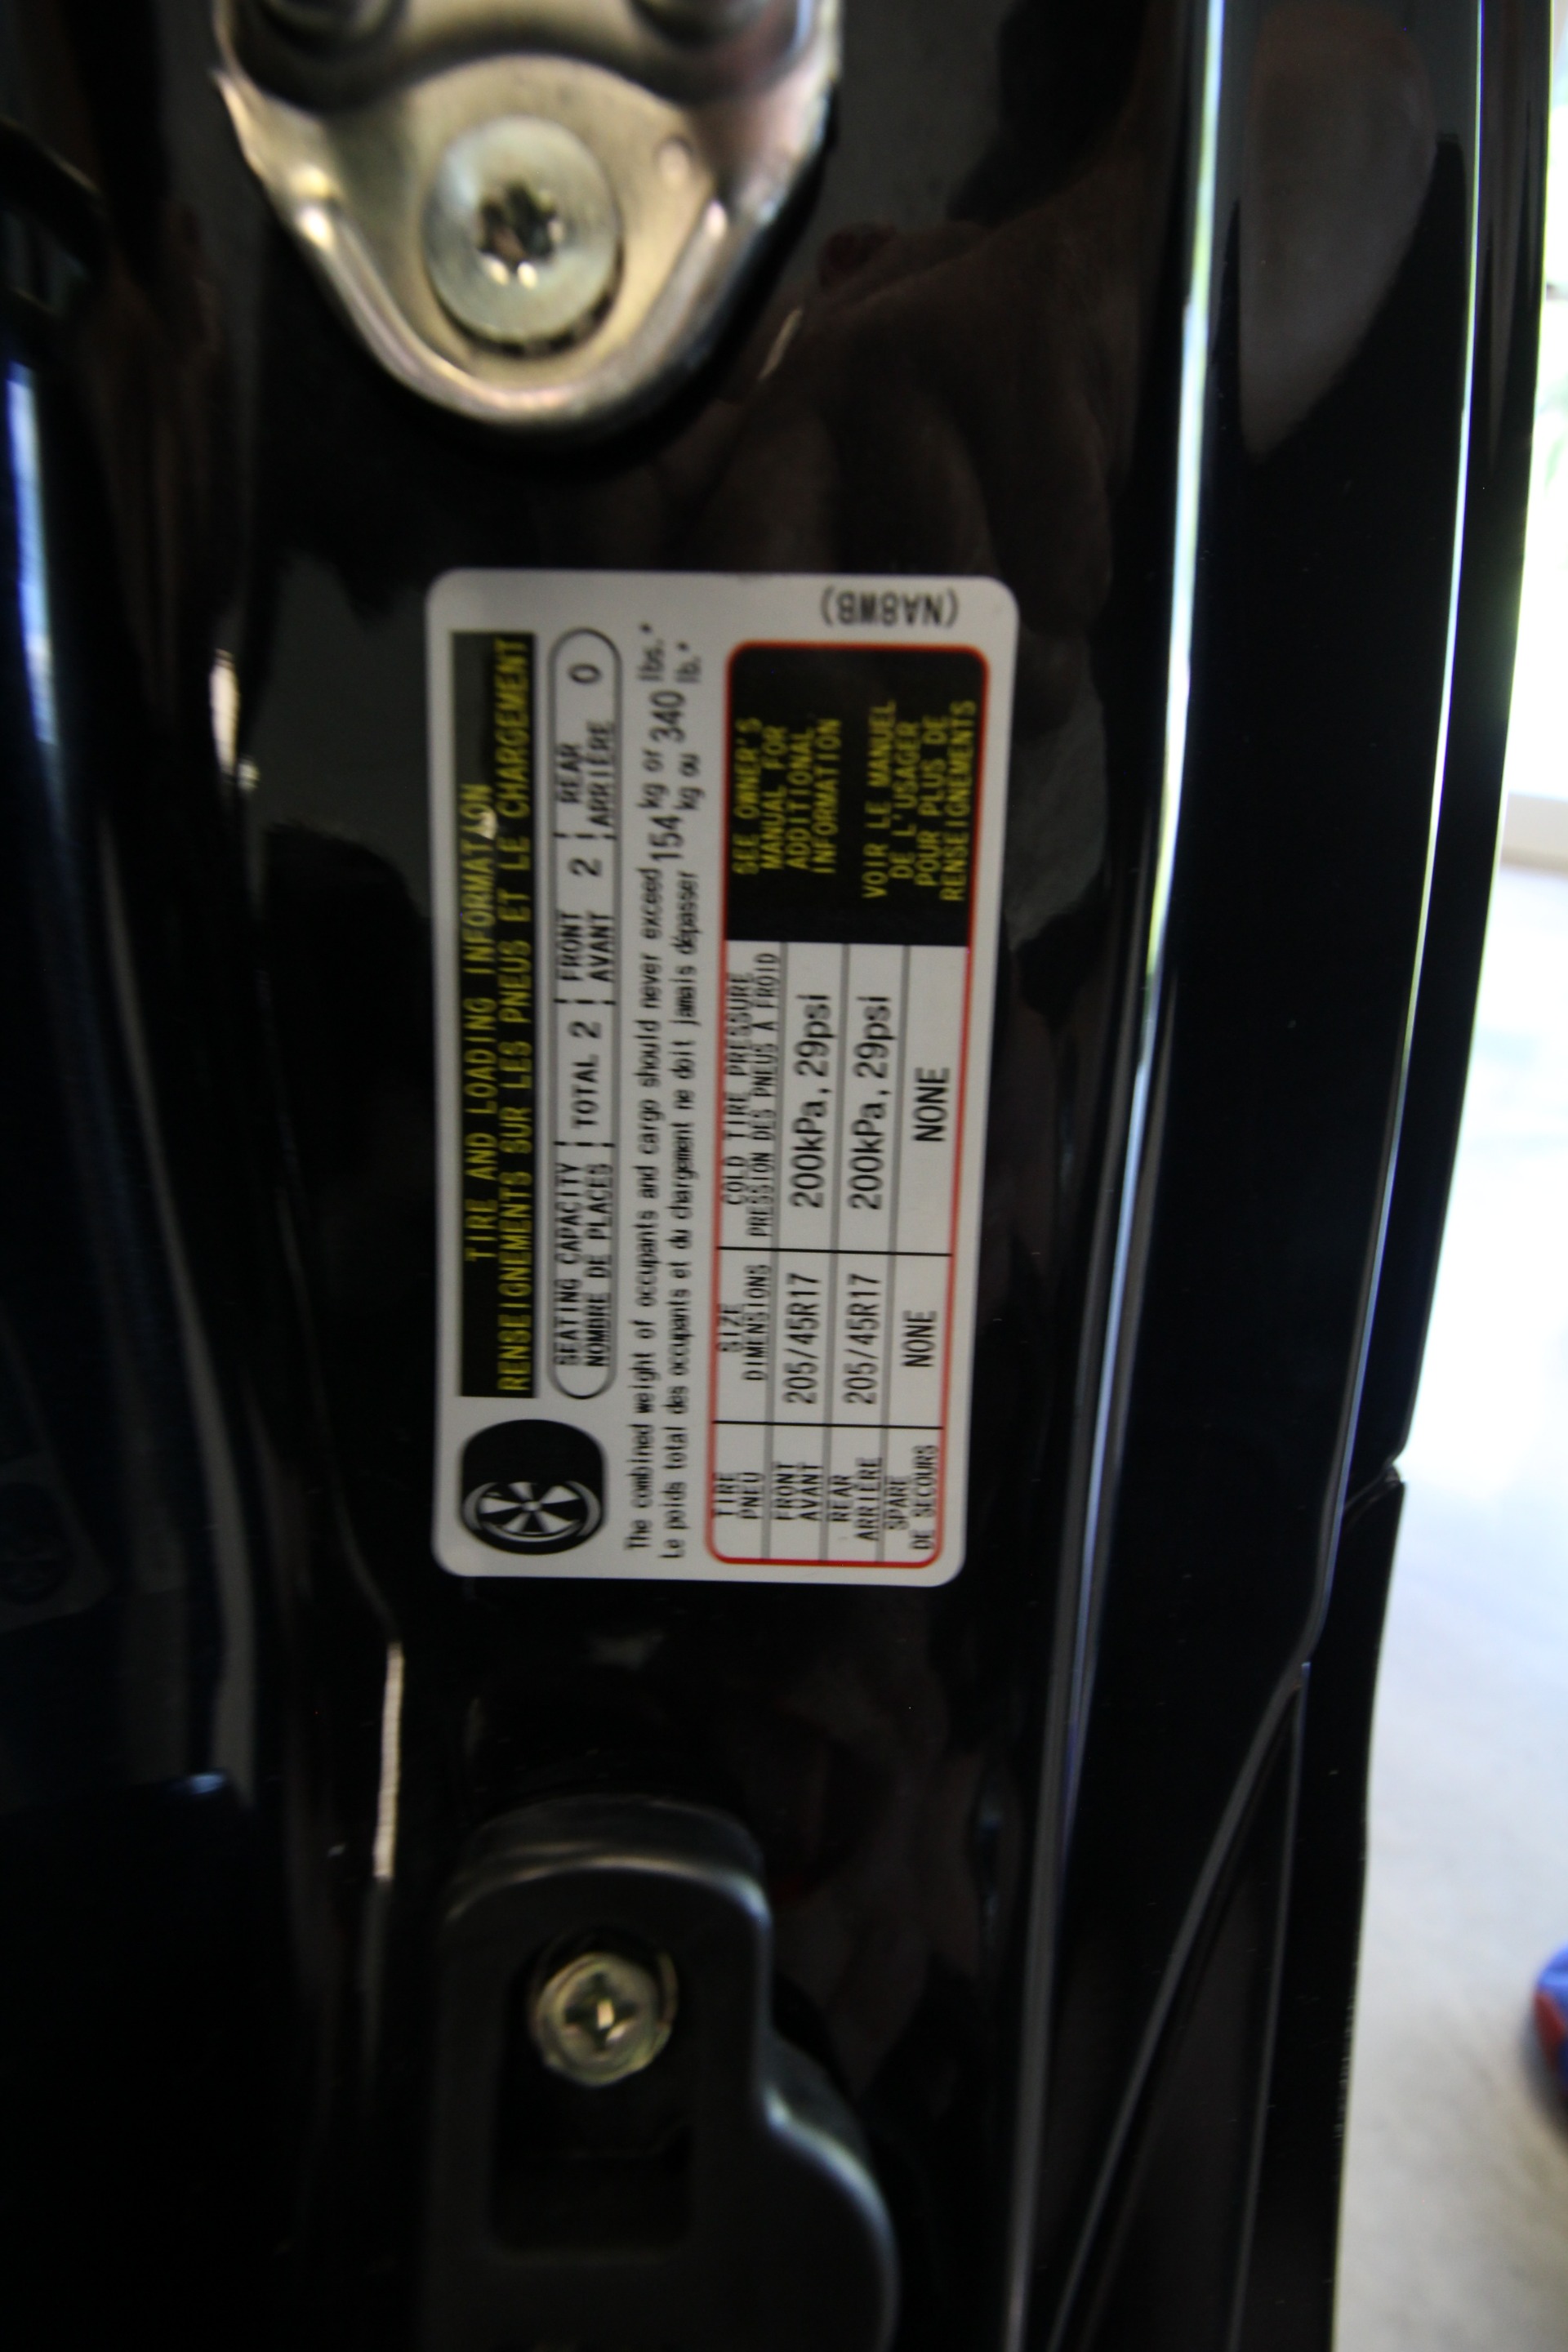 TIRE AND LOADING INFORMATION
RENSEIGNEMENTS SUR LES PNEUS ET LE CHARGEMENT
SEATING CAPACITY
NOMBRE DE PLACES
TOTAL 2
FRONT
AVANT
2
REAR
ARRIÈRE
0
The combined weight of occupants and cargo should never exceed 154 kg or 340 lbs.*
Le poids total des occupants et du chargement ne doit jamais dépasser 154 kg ou 340 lb.*
TIRE
PNEU
SIZE
DIMENSIONS
COLD TIRE PRESSURE
PRESSION DES PNEUS À FROID
FRONT
AVANT
205/45R17
200kPa, 29psi
REAR
ARRIÈRE
205/45R17
200kPa, 29psi
SPARE
DE SECOURS
NONE
NONE
SEE OWNER'S
MANUAL FOR
ADDITIONAL
INFORMATION
VOIR LE MANUEL
DE L'USAGER
POUR PLUS DE
RENSEIGNEMENTS
(NA8WB)